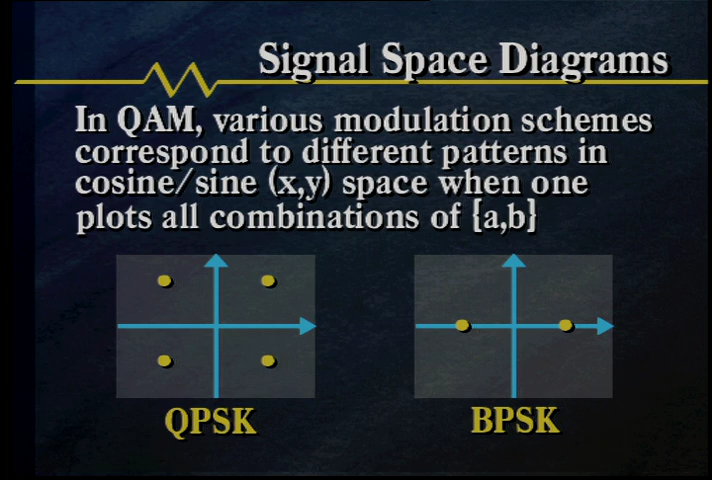 Signal Space Diagrams
In QAM, various modulation schemes
correspond to different patterns in
cosine/sine (x,y) space when one
plots all combinations of {a,b}
QPSK
BPSK